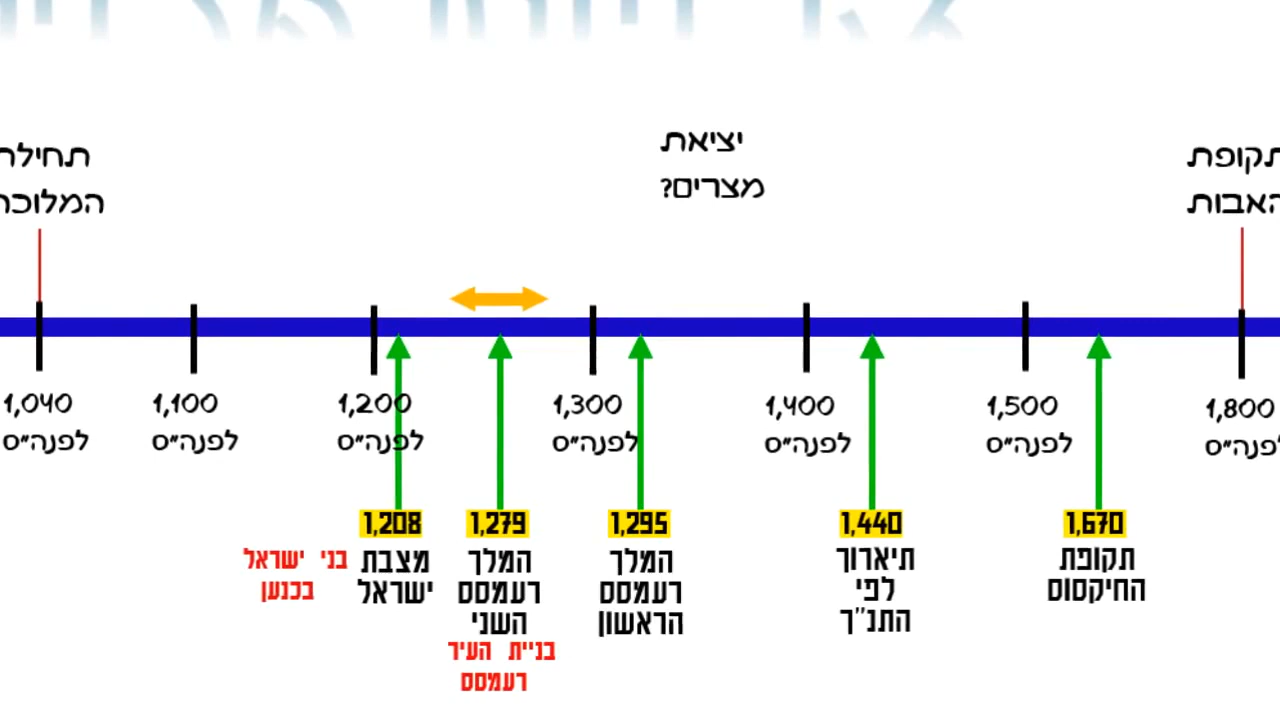 יציאת
מצרים?
תקופת
האבות
תחילת
המלוכה
1,800
לפנה״ס
1,500
לפנה״ס
1,400
לפנה״ס
1,300
לפנה״ס
1,200
לפנה״ס
1,100
לפנה״ס
1,040
לפנה״ס
1,670
תקופת
החיקסוס
1,440
תיארוך
לפי
התנ״ך
1,295
המלך
רעמסס
הראשון
1,279
המלך
רעמסס
השני
בניית העיר
רעמסס
1,208
מצבת
ישראל
בני ישראל
בכנען